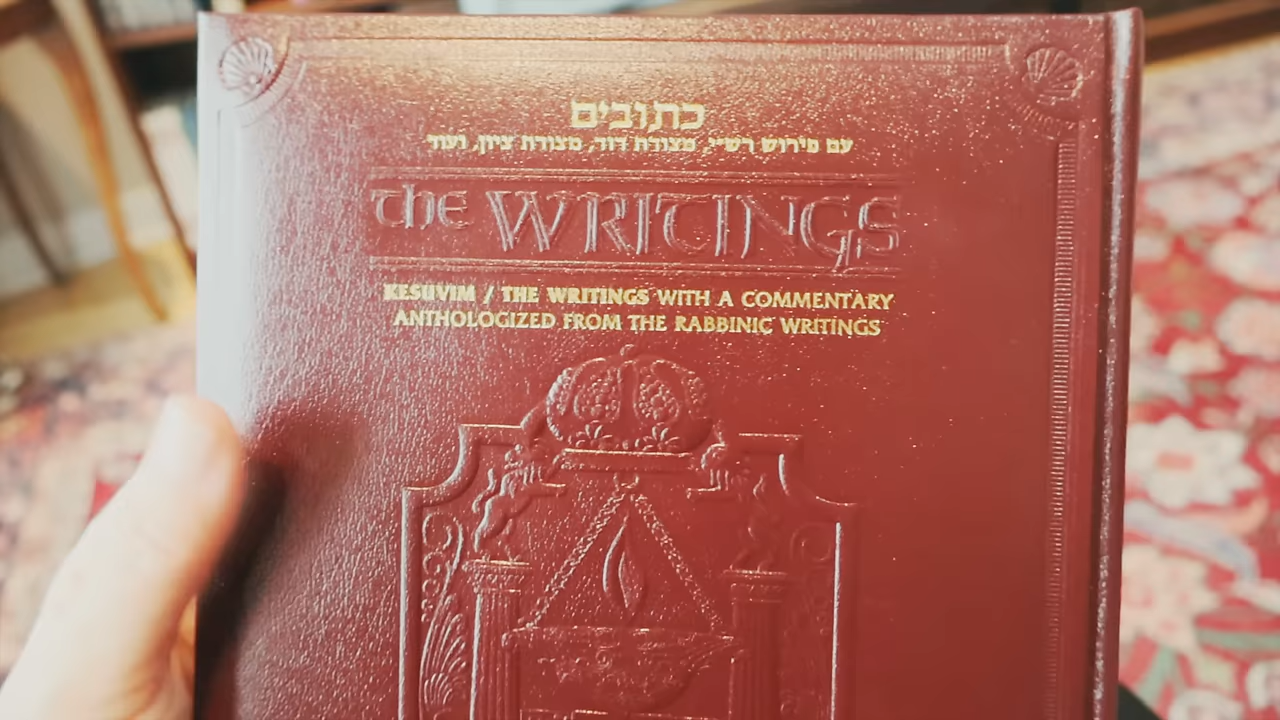 כתובים
עם פירוש רש״י, מצודת דוד, מצודת ציון, ועוד
the WRITINGS
KESUVIM / THE WRITINGS WITH A COMMENTARY
ANTHOLOGIZED FROM THE RABBINIC WRITINGS